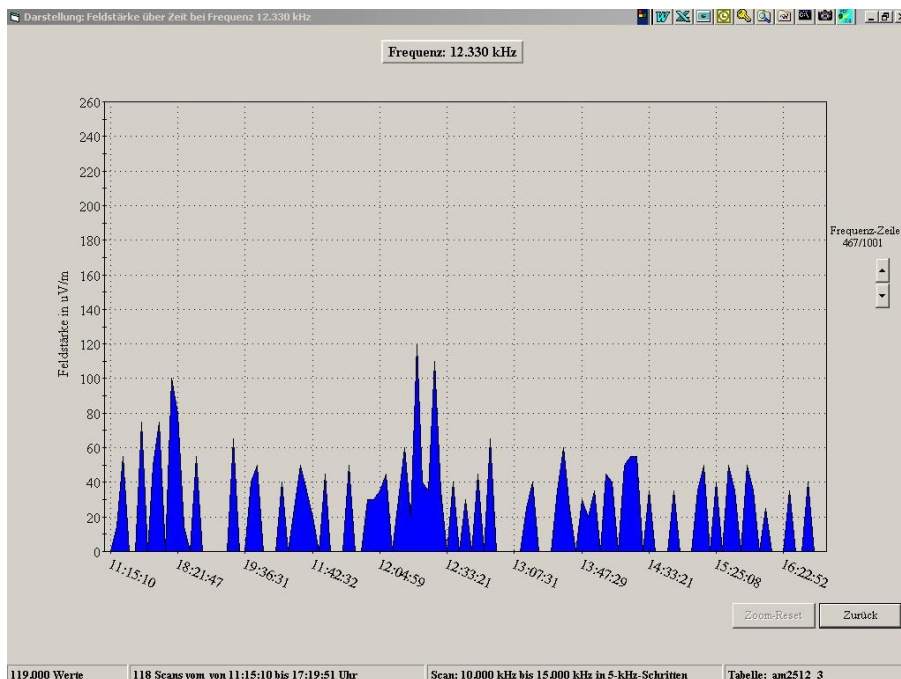 Darstellung: Feldstärke über Zeit bei Frequenz 12.330 kHz
Frequenz: 12.330 kHz
260
240
220
200
180
160
140
120
100
80
60
40
20
0
Feldstärke in uV/m
11:15:10
18:21:47
19:36:31
11:42:32
12:04:59
12:33:21
13:07:31
13:47:29
14:33:21
15:25:08
16:22:52
Frequenz-Zeile
467/1001
Zoom-Reset
Zurück
119.000 Werte
118 Scans vom von 11:15:10 bis 17:19:51 Uhr
Scan: 10.000 kHz bis 15.000 kHz in 5-kHz-Schritten
Tabelle: am2512_3